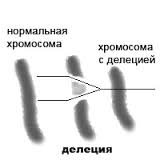 нормальная
хромосома
хромосома
с делецией
делеция